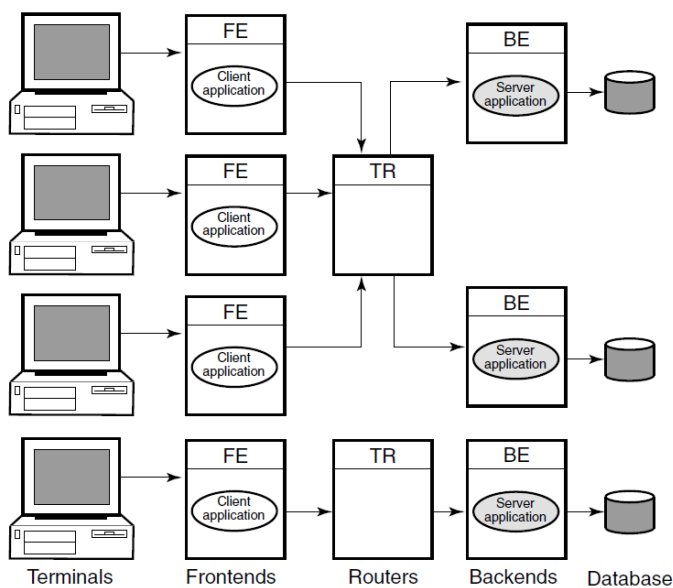 FE
Client
application
BE
Server
application
FE
Client
application
TR
FE
Client
application
BE
Server
application
FE
Client
application
TR
BE
Server
application
Terminals
Frontends
Routers
Backends
Database